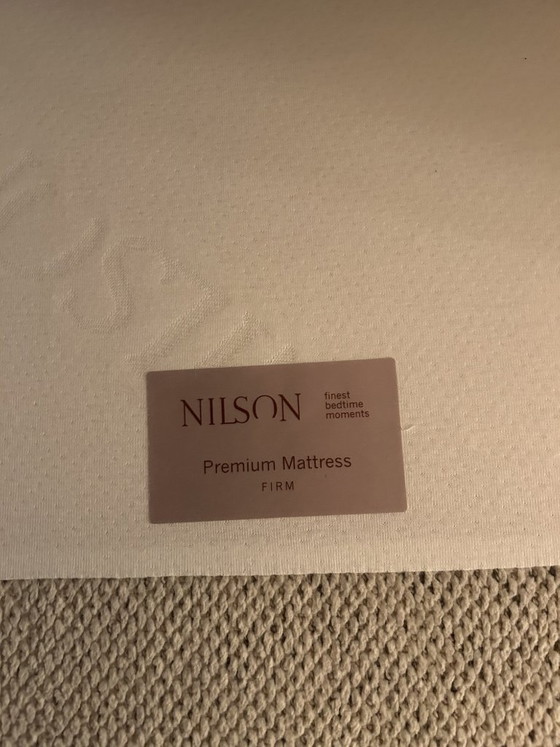 NILSON
finest
bedtime
moments
Premium Mattress
FIRM